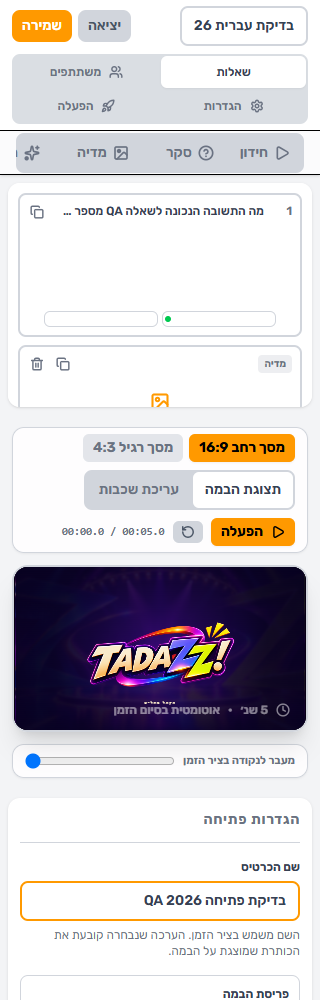 בדיקת עברית 26
יציאה
שמירה
שאלות
משתתפים
הגדרות
הפעלה
חידון
סקר
מדיה
1
מה התשובה הנכונה לשאלה QA מספר ...
מדיה
מסך רחב 16:9
מסך רגיל 4:3
תצוגת הבמה
עריכת שכבות
הפעלה
00:00.0 / 00:05.0
TADAZZ!
5 שנ׳ • אוטומטית בסיום הזמן
מעבר לנקודה בציר הזמן
הגדרות פתיחה
שם הכרטיס
בדיקת פתיחה QA 2026
השם משמש בציר הזמן. הערכה שנבחרה קובעת את
הכותרת שמוצגת על הבמה.
פריסת הבמה